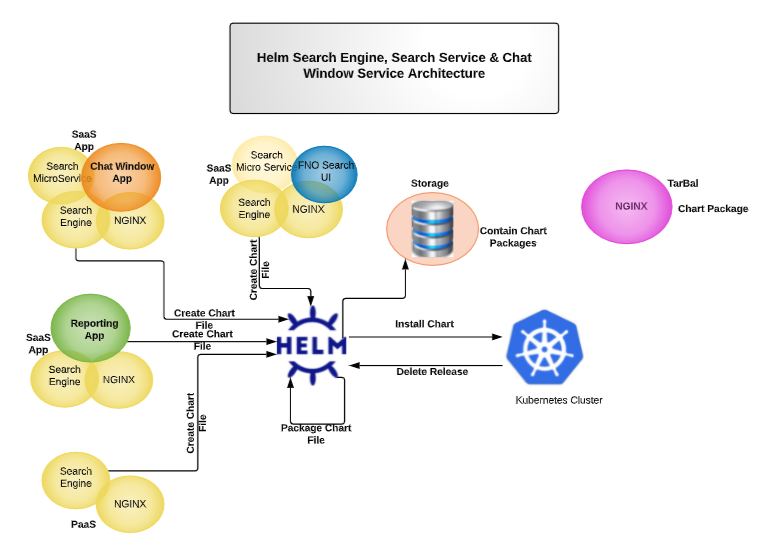 Helm Search Engine, Search Service & Chat
Window Service Architecture
SaaS
App
Search
MicroService
Chat Window
App
Search
Engine
NGINX
SaaS
App
Search
Micro Service
FNO Search
UI
Search
Engine
NGINX
Storage
Contain Chart
Packages
NGINX
TarBal
Chart Package
Create Chart
File
Create Chart
File
Create Chart
File
Create Chart
File
SaaS
App
Reporting
App
Search
Engine
NGINX
HELM
Install Chart
Delete Release
Kubernetes Cluster
Package Chart
File
Search
Engine
NGINX
PaaS